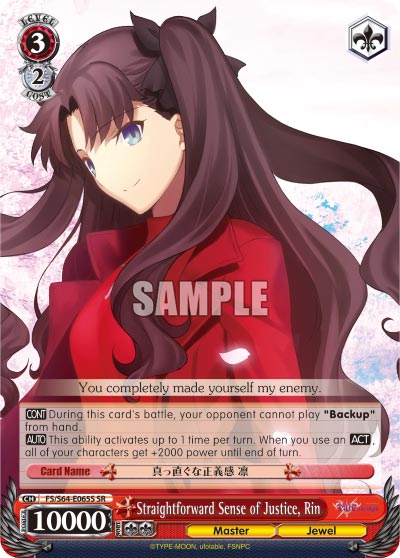 LEVEL
3
2
COST
SAMPLE
You completely made yourself my enemy.
CONT During this card's battle, your opponent cannot play "Backup"
from hand.
AUTO This ability activates up to 1 time per turn. When you use an ACT,
all of your characters get +2000 power until end of turn.
Card Name 真っ直ぐな正義感 凛
CH FS/S64-E065S SR
Straightforward Sense of Justice, Rin
POWER
10000
Master
Jewel
©TYPE-MOON, ufotable, FSNPC